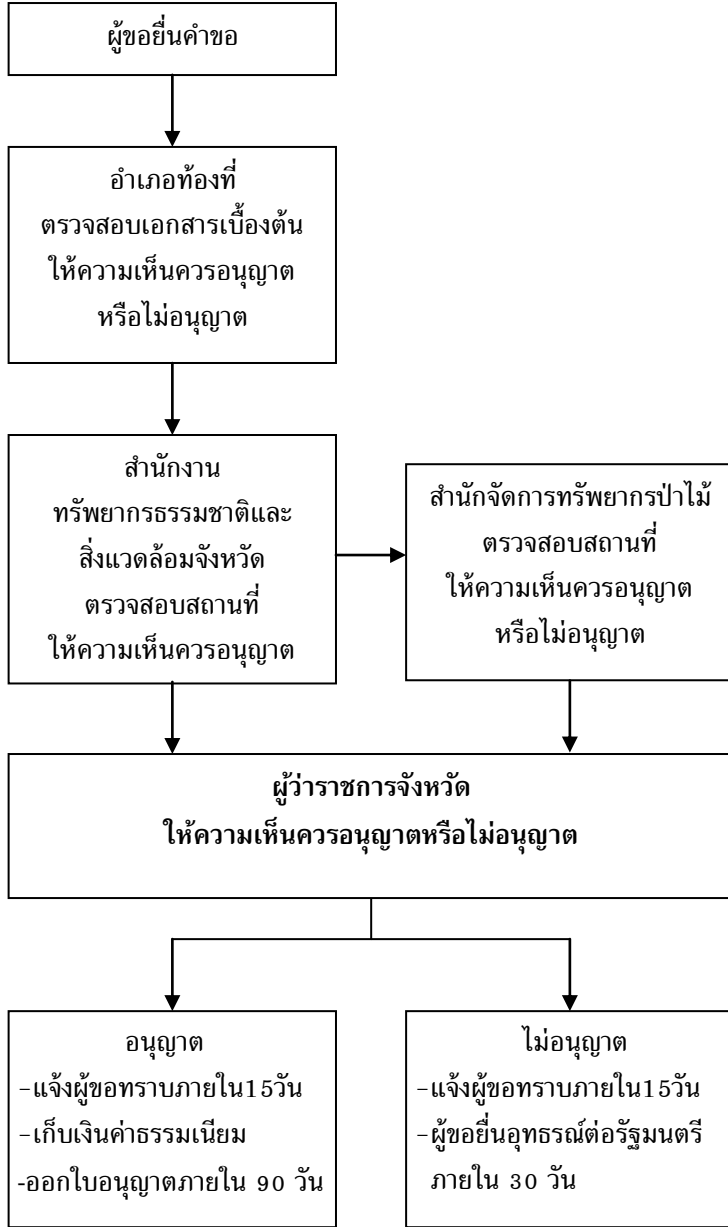 ผู้ขอยื่นคำขอ
อำเภอท้องที่
ตรวจสอบเอกสารเบื้องต้น
ให้ความเห็นควรอนุญาต
หรือไม่อนุญาต
สำนักงาน
ทรัพยากรธรรมชาติและ
สิ่งแวดล้อมจังหวัด
ตรวจสอบสถานที่
ให้ความเห็นควรอนุญาต
สำนักจัดการทรัพยากรป่าไม้
ตรวจสอบสถานที่
ให้ความเห็นควรอนุญาต
หรือไม่อนุญาต
ผู้ว่าราชการจังหวัด
ให้ความเห็นควรอนุญาตหรือไม่อนุญาต
อนุญาต
-แจ้งผู้ขอทราบภายใน15วัน
-เก็บเงินค่าธรรมเนียม
-ออกใบอนุญาตภายใน 90 วัน
ไม่อนุญาต
-แจ้งผู้ขอทราบภายใน15วัน
-ผู้ขอยื่นอุทธรณ์ต่อรัฐมนตรี
ภายใน 30 วัน